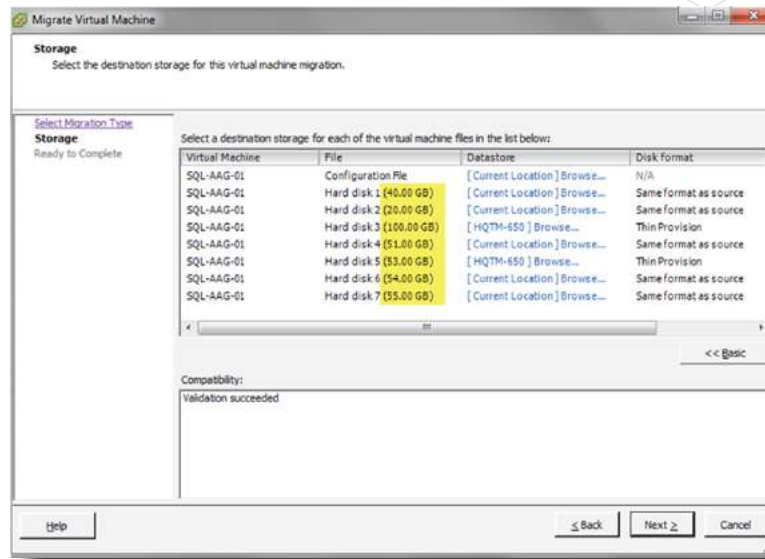 Migrate Virtual Machine
Storage
Select the destination storage for this virtual machine migration.
Select Migration Type
Storage
Ready to Complete
Select a destination storage for each of the virtual machine files in the list below:
Virtual Machine File Datastore Disk format
SQL-AAG-01 Configuration File [ Current Location ] Browse... N/A
SQL-AAG-01 Hard disk 1 (40.00 GB) [ Current Location ] Browse... Same format as source
SQL-AAG-01 Hard disk 2 (20.00 GB) [ Current Location ] Browse... Same format as source
SQL-AAG-01 Hard disk 3 (100.00 GB) [ HQTM-650 ] Browse... Thin Provision
SQL-AAG-01 Hard disk 4 (51.00 GB) [ Current Location ] Browse... Same format as source
SQL-AAG-01 Hard disk 5 (53.00 GB) [ HQTM-650 ] Browse... Thin Provision
SQL-AAG-01 Hard disk 6 (54.00 GB) [ Current Location ] Browse... Same format as source
SQL-AAG-01 Hard disk 7 (55.00 GB) [ Current Location ] Browse... Same format as source
<< Basic
Compatibility:
Validation succeeded
Help ≤ Back Next ≥ Cancel